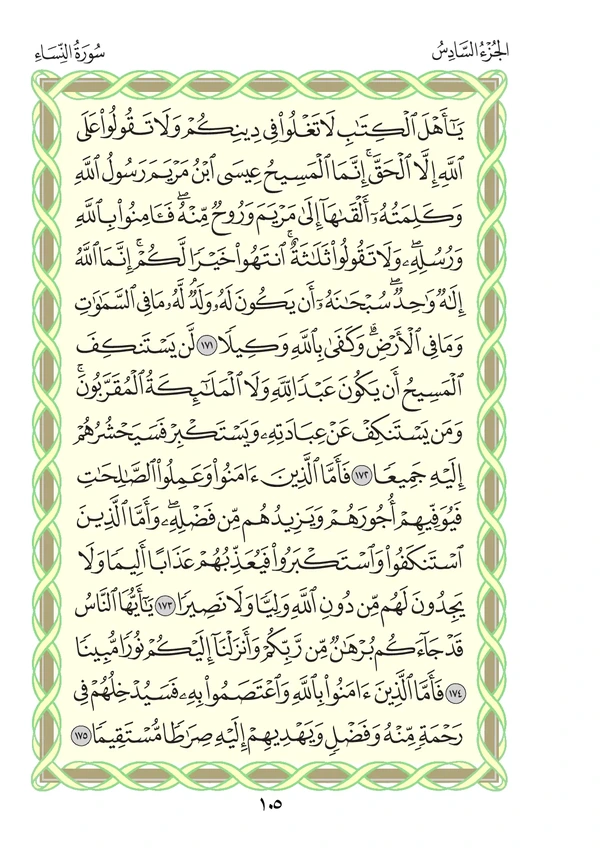 الجُزْءُ السَّادِسُ
سُورَةُ النِّسَاءِ
يَـٰٓأَهْلَ ٱلْكِتَـٰبِ لَا تَغْلُوا۟ فِى دِينِكُمْ وَلَا تَقُولُوا۟ عَلَى
ٱللَّهِ إِلَّا ٱلْحَقَّ ۚ إِنَّمَا ٱلْمَسِيحُ عِيسَى ٱبْنُ مَرْيَمَ رَسُولُ ٱللَّهِ
وَكَلِمَتُهُۥٓ أَلْقَىٰهَآ إِلَىٰ مَرْيَمَ وَرُوحٌ مِّنْهُ ۖ فَـَٔامِنُوا۟ بِٱللَّهِ
وَرُسُلِهِۦ ۖ وَلَا تَقُولُوا۟ ثَلَـٰثَةٌ ۚ ٱنتَهُوا۟ خَيْرًا لَّكُمْ ۚ إِنَّمَا ٱللَّهُ
إِلَـٰهٌ وَٰحِدٌ ۖ سُبْحَـٰنَهُۥٓ أَن يَكُونَ لَهُۥ وَلَدٌ ۘ لَّهُۥ مَا فِى ٱلسَّمَـٰوَٰتِ
وَمَا فِى ٱلْأَرْضِ ۗ وَكَفَىٰ بِٱللَّهِ وَكِيلًا ١٧١ لَّن يَسْتَنكِفَ
ٱلْمَسِيحُ أَن يَكُونَ عَبْدًا لِّلَّهِ وَلَا ٱلْمَلَـٰٓئِكَةُ ٱلْمُقَرَّبُونَ ۚ
وَمَن يَسْتَنكِفْ عَنْ عِبَادَتِهِۦ وَيَسْتَكْبِرْ فَسَيَحْشُرُهُمْ
إِلَيْهِ جَمِيعًا ١٧٢ فَأَمَّا ٱلَّذِينَ ءَامَنُوا۟ وَعَمِلُوا۟ ٱلصَّـٰلِحَـٰتِ
فَيُوَفِّيهِمْ أُجُورَهُمْ وَيَزِيدُهُم مِّن فَضْلِهِۦ ۖ وَأَمَّا ٱلَّذِينَ
ٱسْتَنكَفُوا۟ وَٱسْتَكْبَرُوا۟ فَيُعَذِّبُهُمْ عَذَابًا أَلِيمًا وَلَا
يَجِدُونَ لَهُم مِّن دُونِ ٱللَّهِ وَلِيًّا وَلَا نَصِيرًا ١٧٣ يَـٰٓأَيُّهَا ٱلنَّاسُ
قَدْ جَآءَكُم بُرْهَـٰنٌ مِّن رَّبِّكُمْ وَأَنزَلْنَآ إِلَيْكُمْ نُورًا مُّبِينًا
١٧٤ فَأَمَّا ٱلَّذِينَ ءَامَنُوا۟ بِٱللَّهِ وَٱعْتَصَمُوا۟ بِهِۦ فَسَيُدْخِلُهُمْ فِى
رَحْمَةٍ مِّنْهُ وَفَضْلٍ وَيَهْدِيهِمْ إِلَيْهِ صِرَٰطًا مُّسْتَقِيمًا ١٧٥
١٠٥